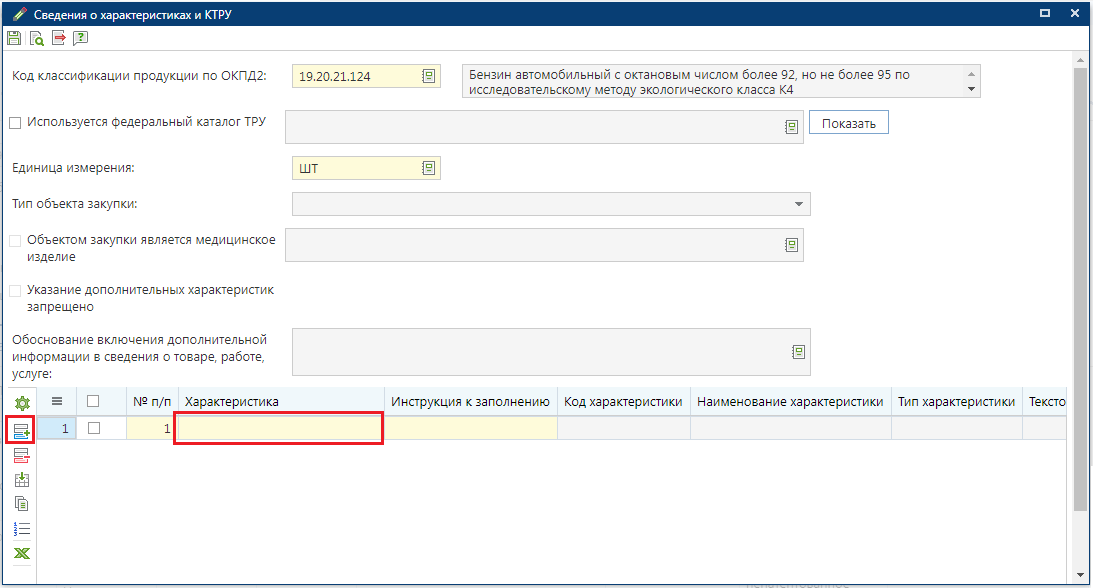 Сведения о характеристиках и КТРУ
Код классификации продукции по ОКПД2:
19.20.21.124
Бензин автомобильный с октановым числом более 92, но не более 95 по
исследовательскому методу экологического класса К4
Используется федеральный каталог ТРУ
Показать
Единица измерения:
ШТ
Тип объекта закупки:
Объектом закупки является медицинское
изделие
Указание дополнительных характеристик
запрещено
Обоснование включения дополнительной
информации в сведения о товаре, работе,
услуге:
№ п/п Характеристика Инструкция к заполнению Код характеристики Наименование характеристики Тип характеристики Тексто
1 1